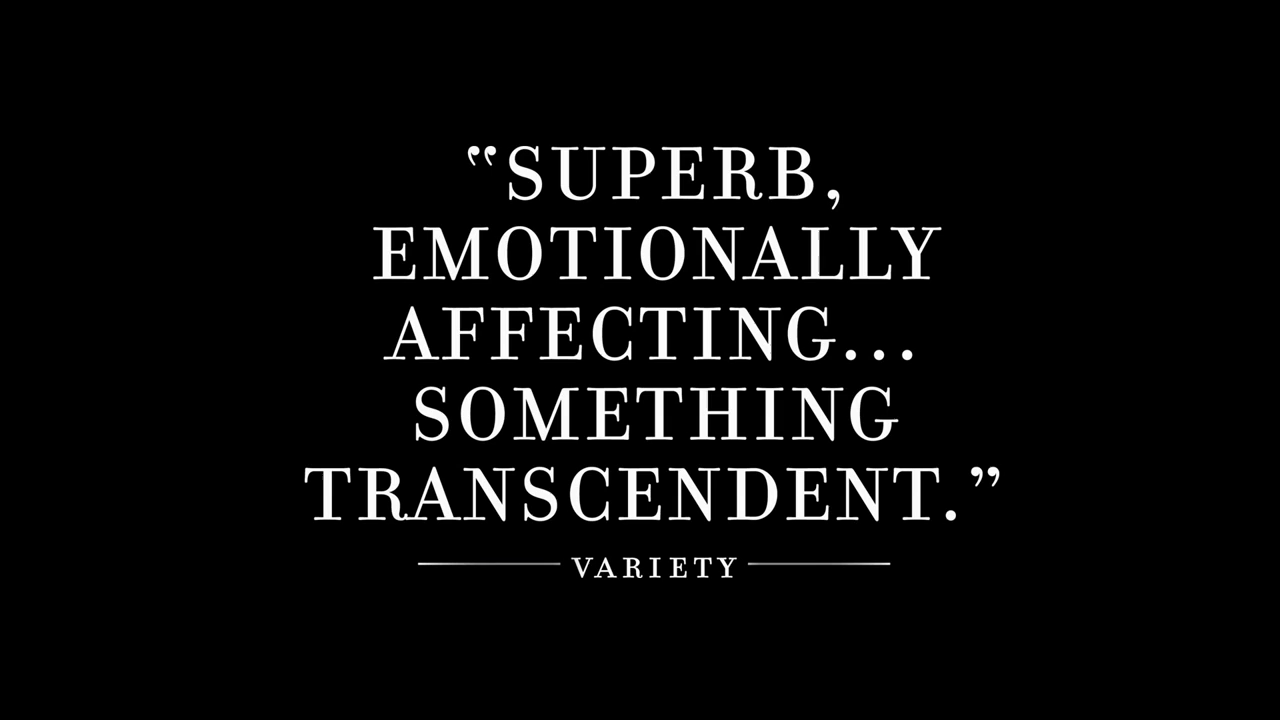 “SUPERB,
EMOTIONALLY
AFFECTING...
SOMETHING
TRANSCENDENT.”
VARIETY